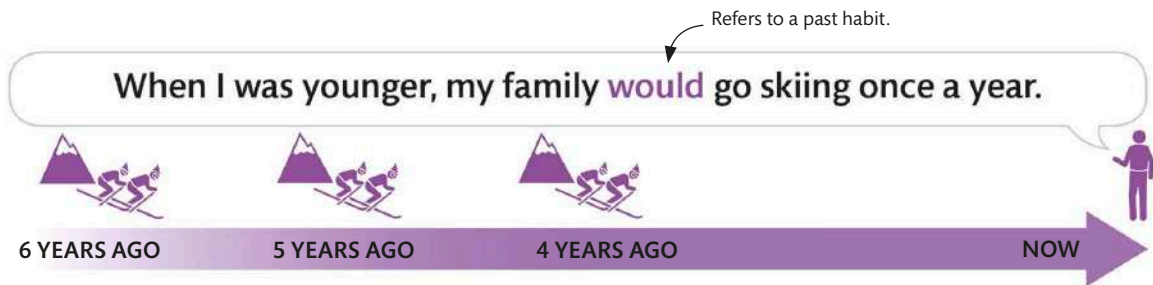 Refers to a past habit.
When I was younger, my family would go skiing once a year.
6 YEARS AGO 5 YEARS AGO 4 YEARS AGO NOW